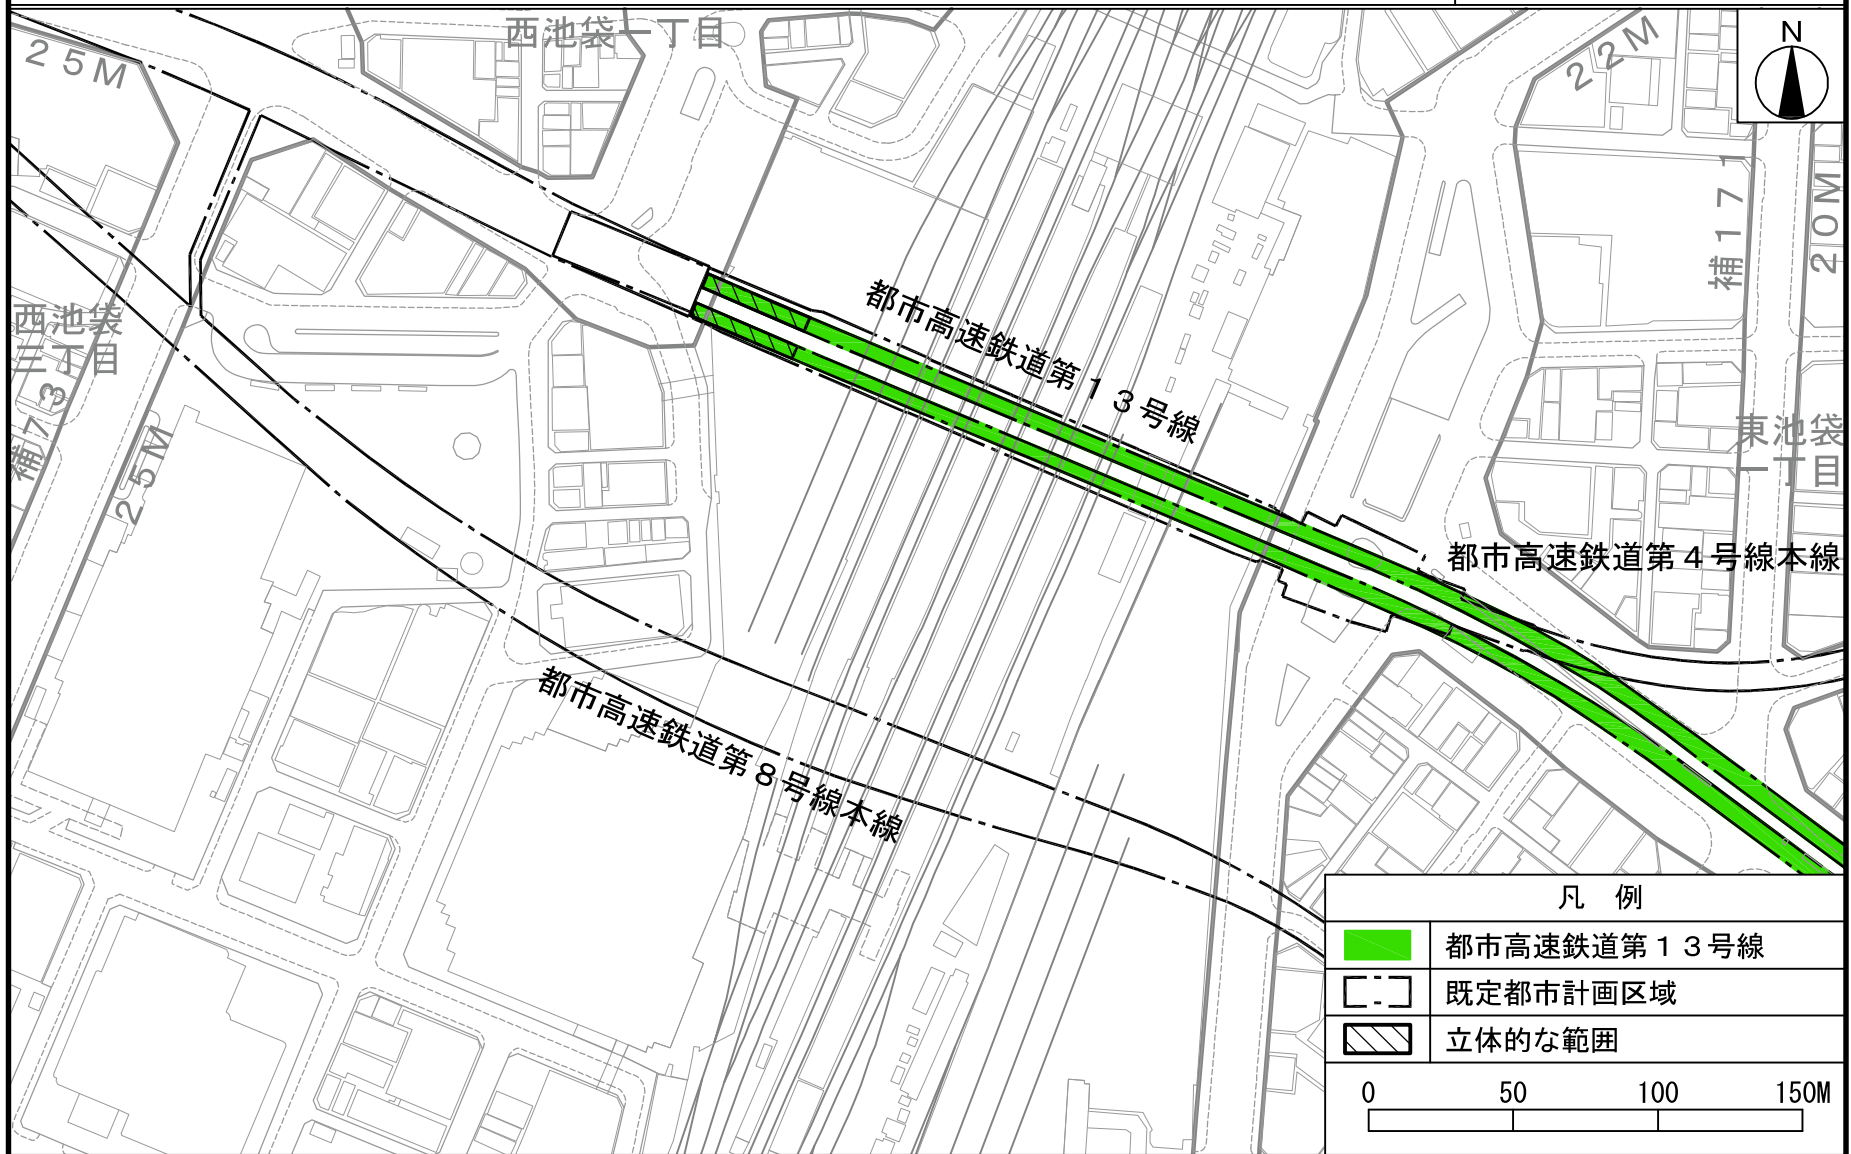 西池袋一丁目
25M
22M
N
補171
20M
都市高速鉄道第13号線
西池袋
三丁目
補73
25M
東池袋
一丁目
都市高速鉄道第4号線本線
都市高速鉄道第8号線本線
凡 例
都市高速鉄道第13号線
既定都市計画区域
立体的な範囲
0 50 100 150M